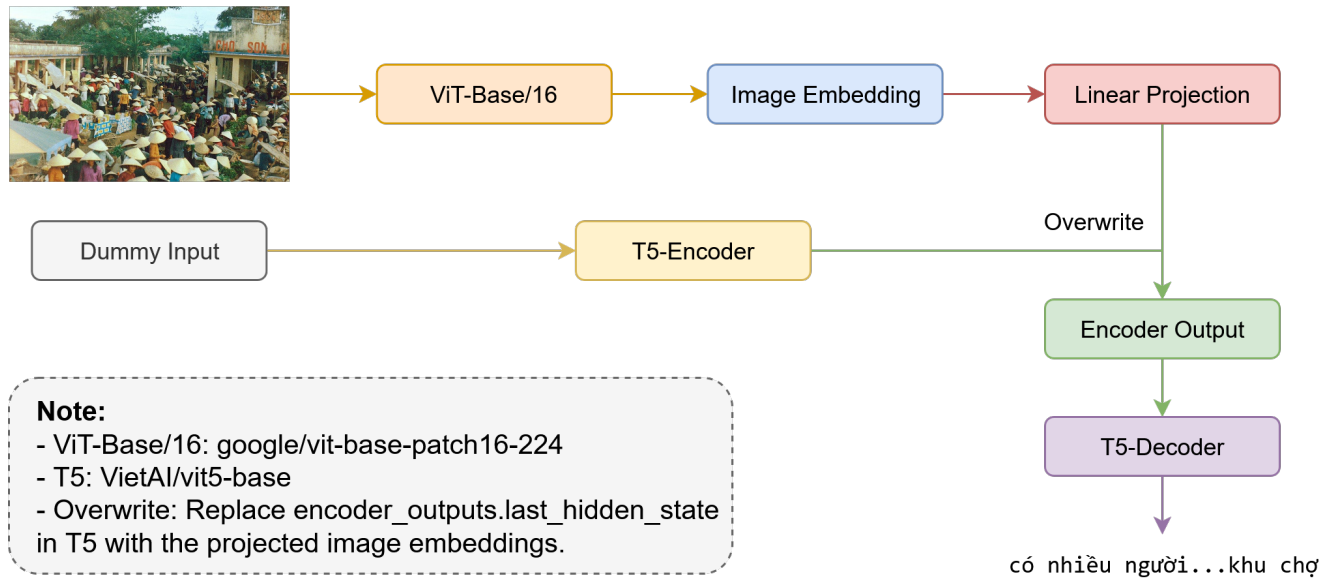 ViT-Base/16
Image Embedding
Linear Projection
Overwrite
Dummy Input
T5-Encoder
Encoder Output
Note:
- ViT-Base/16: google/vit-base-patch16-224
- T5: VietAI/vit5-base
- Overwrite: Replace encoder_outputs.last_hidden_state
in T5 with the projected image embeddings.
T5-Decoder
có nhiều người...khu chợ